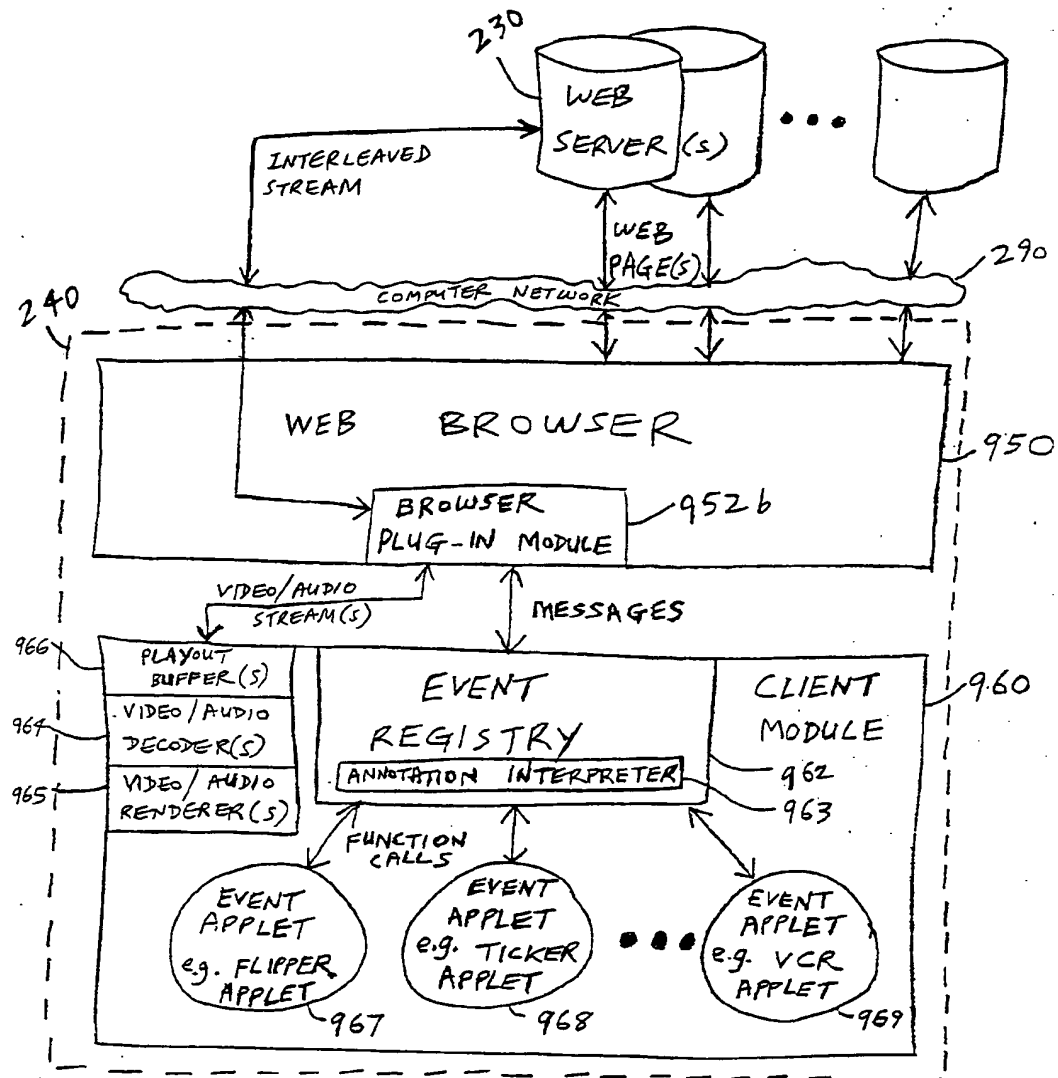 230
WEB
SERVER(S)
INTERLEAVED
STREAM
WEB
PAGE(S)
290
COMPUTER NETWORK
240
WEB BROWSER
950
BROWSER
PLUG-IN MODULE
952b
VIDEO/AUDIO
STREAM(S)
MESSAGES
966
PLAYOUT
BUFFER(S)
964
VIDEO/AUDIO
DECODER(S)
965
VIDEO/AUDIO
RENDERER(S)
EVENT
REGISTRY
ANNOTATION INTERPRETER
CLIENT
MODULE
960
962
963
FUNCTION
CALLS
EVENT
APPLET
e.g. FLIPPER
APPLET
967
EVENT
APPLET
e.g. TICKER
APPLET
968
EVENT
APPLET
e.g. VCR
APPLET
969